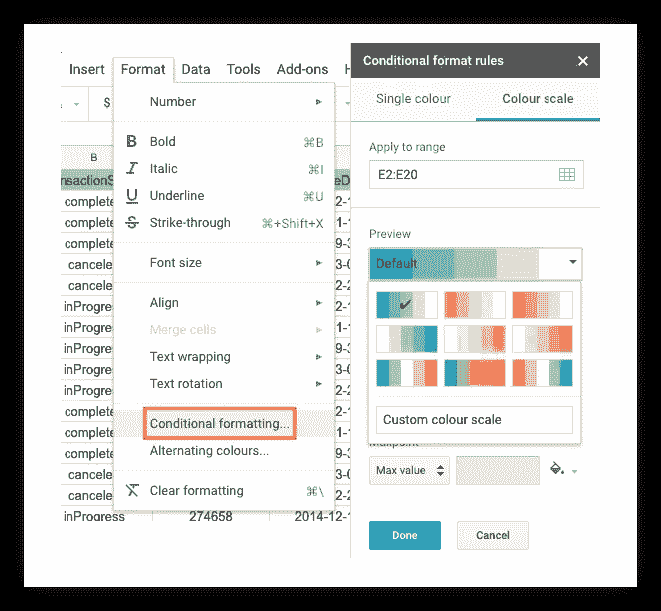 Insert Format Data Tools Add-ons
$
Number
B Bold ⌘B
I Italic ⌘I
U Underline ⌘U
S Strike-through ⌘+Shift+X
Font size
Align
Merge cells
Text wrapping
Text rotation
Conditional formatting...
Alternating colours...
Clear formatting ⌘\
B
nsactionS
complete
complete
complete
cancele
cancele
inProgre
inProgre
complete
inProgre
inProgre
inProgre
complete
complete
complete
cancele
inProgress 274658 2014-12-1
Conditional format rules
Single colour Colour scale
Apply to range
E2:E20
Preview
Default
Custom colour scale
Maxpoint
Max value
Done Cancel